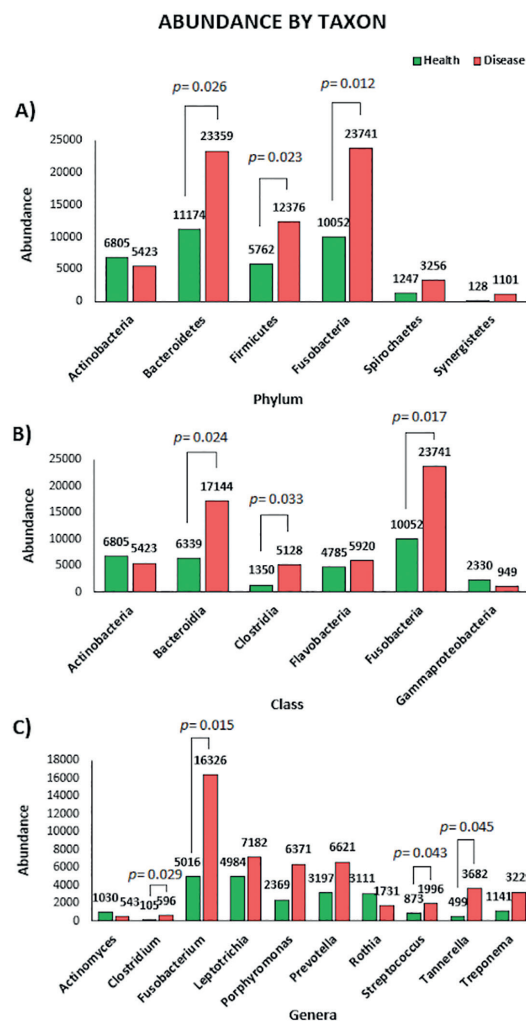 ABUNDANCE BY TAXON
Health Disease
A)
p= 0.026
p= 0.023
p= 0.012
25000
20000
15000
10000
5000
0
Abundance
6805 5423
11174 23359
5762 12376
10052 23741
1247 3256
128 1101
Actinobacteria
Bacteroidetes
Firmicutes
Fusobacteria
Spirochaetes
Synergistetes
Phylum
B)
p= 0.024
p= 0.033
p= 0.017
25000
20000
15000
10000
5000
0
Abundance
6805 5423
6339 17144
1350 5128
4785 5920
10052 23741
2330 949
Actinobacteria
Bacteroidia
Clostridia
Flavobacteria
Fusobacteria
Gammaproteobacteria
Class
C)
p= 0.029
p= 0.015
p= 0.043
p= 0.045
18000
16000
14000
12000
10000
8000
6000
4000
2000
0
Abundance
1030 543
105 596
5016 16326
4984 7182
2369 6371
3197 6621
3111 1731
873 1996
499 3682
1141
Actinomyces
Clostridium
Fusobacterium
Leptotrichia
Porphyromonas
Prevotella
Rothia
Streptococcus
Tannerella
Treponema
Genera